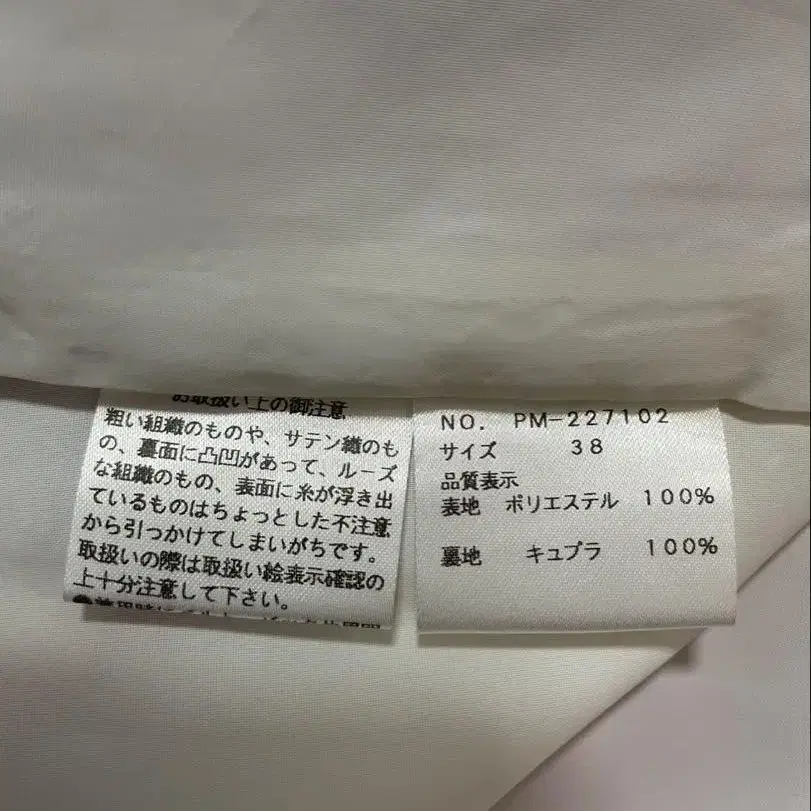 お取扱い上の御注意
粗い組織のものや、サテン織のも
の、裏面に凸凹があって、ルーズ
な組織のもの、表面に糸が浮き出
ているものはちょっとした不注意
から引っかけてしまいがちです。
取扱いの際は取扱い絵表示確認の
上十分注意して下さい。
NO. PM-227102
サイズ 38
品質表示
表地 ポリエステル 100%
裏地 キュプラ 100%